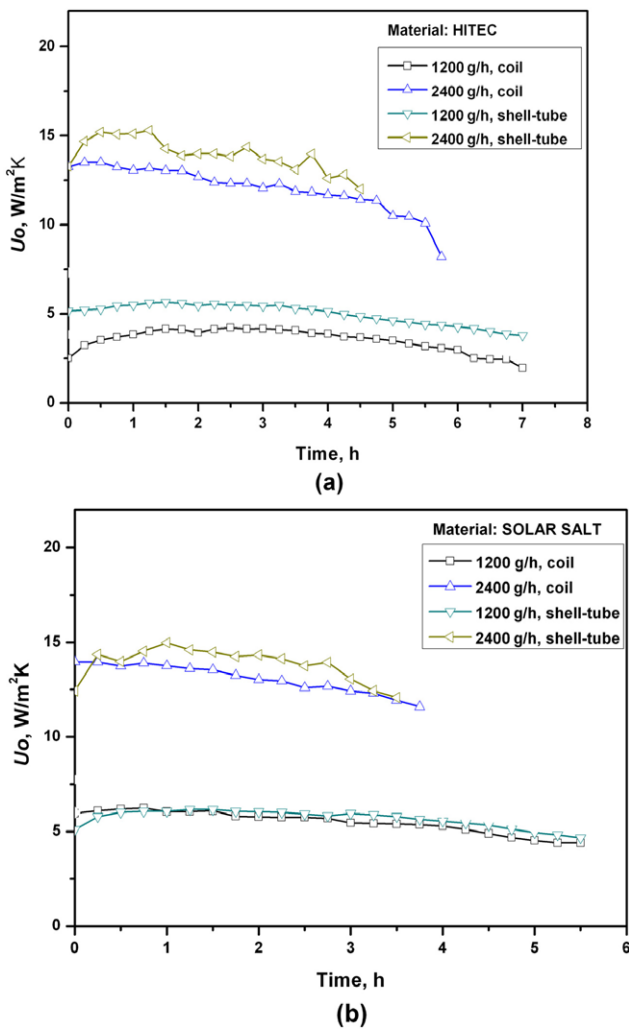 Material: HITEC
1200 g/h, coil
2400 g/h, coil
1200 g/h, shell-tube
2400 g/h, shell-tube
20
15
10
5
0
Uo, W/m²K
0 1 2 3 4 5 6 7 8
Time, h
(a)
Material: SOLAR SALT
1200 g/h, coil
2400 g/h, coil
1200 g/h, shell-tube
2400 g/h, shell-tube
20
15
10
5
0
Uo, W/m²K
0 1 2 3 4 5 6
Time, h
(b)